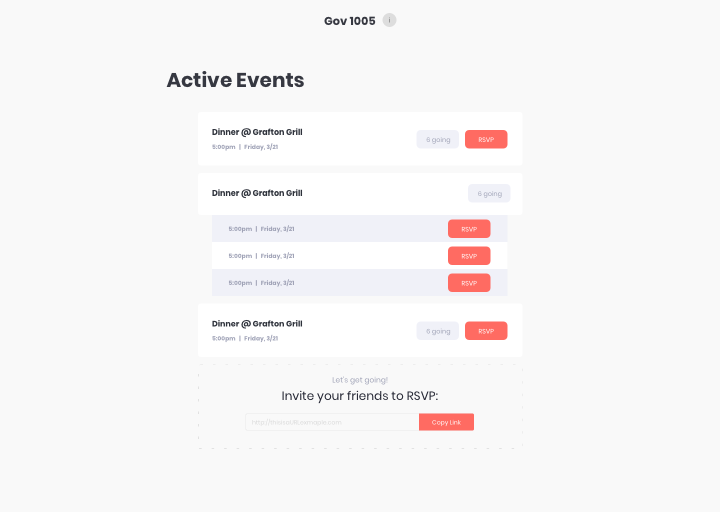 Gov 1005 i
Active Events
Dinner @ Grafton Grill
5:00pm | Friday, 3/21
6 going RSVP
Dinner @ Grafton Grill
6 going
5:00pm | Friday, 3/21 RSVP
5:00pm | Friday, 3/21 RSVP
5:00pm | Friday, 3/21 RSVP
Dinner @ Grafton Grill
5:00pm | Friday, 3/21
6 going RSVP
Let's get going!
Invite your friends to RSVP:
Copy Link